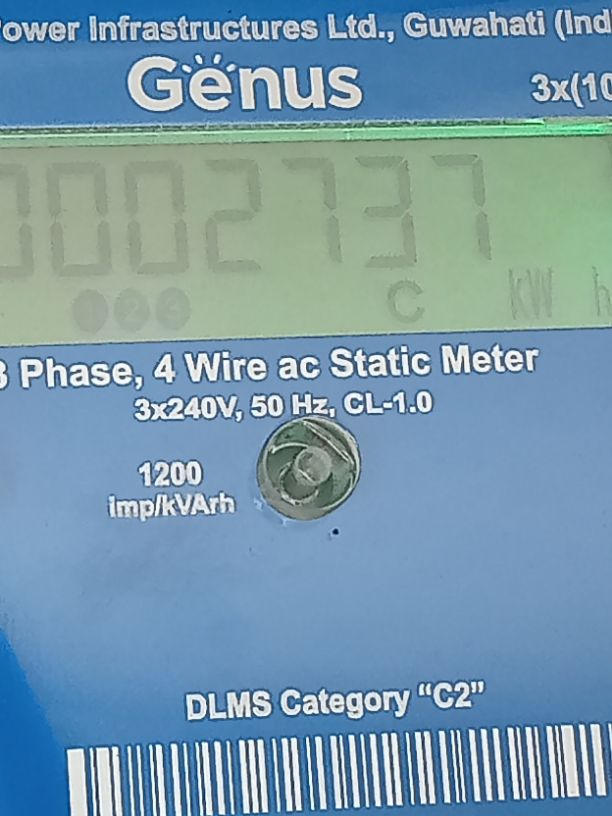 ower Infrastructures Ltd., Guwahati (Ind
Genus
3x(10
0002737
1 2 3
C kW h
3 Phase, 4 Wire ac Static Meter
3x240V, 50 Hz, CL-1.0
1200
imp/kVArh
DLMS Category “C2”